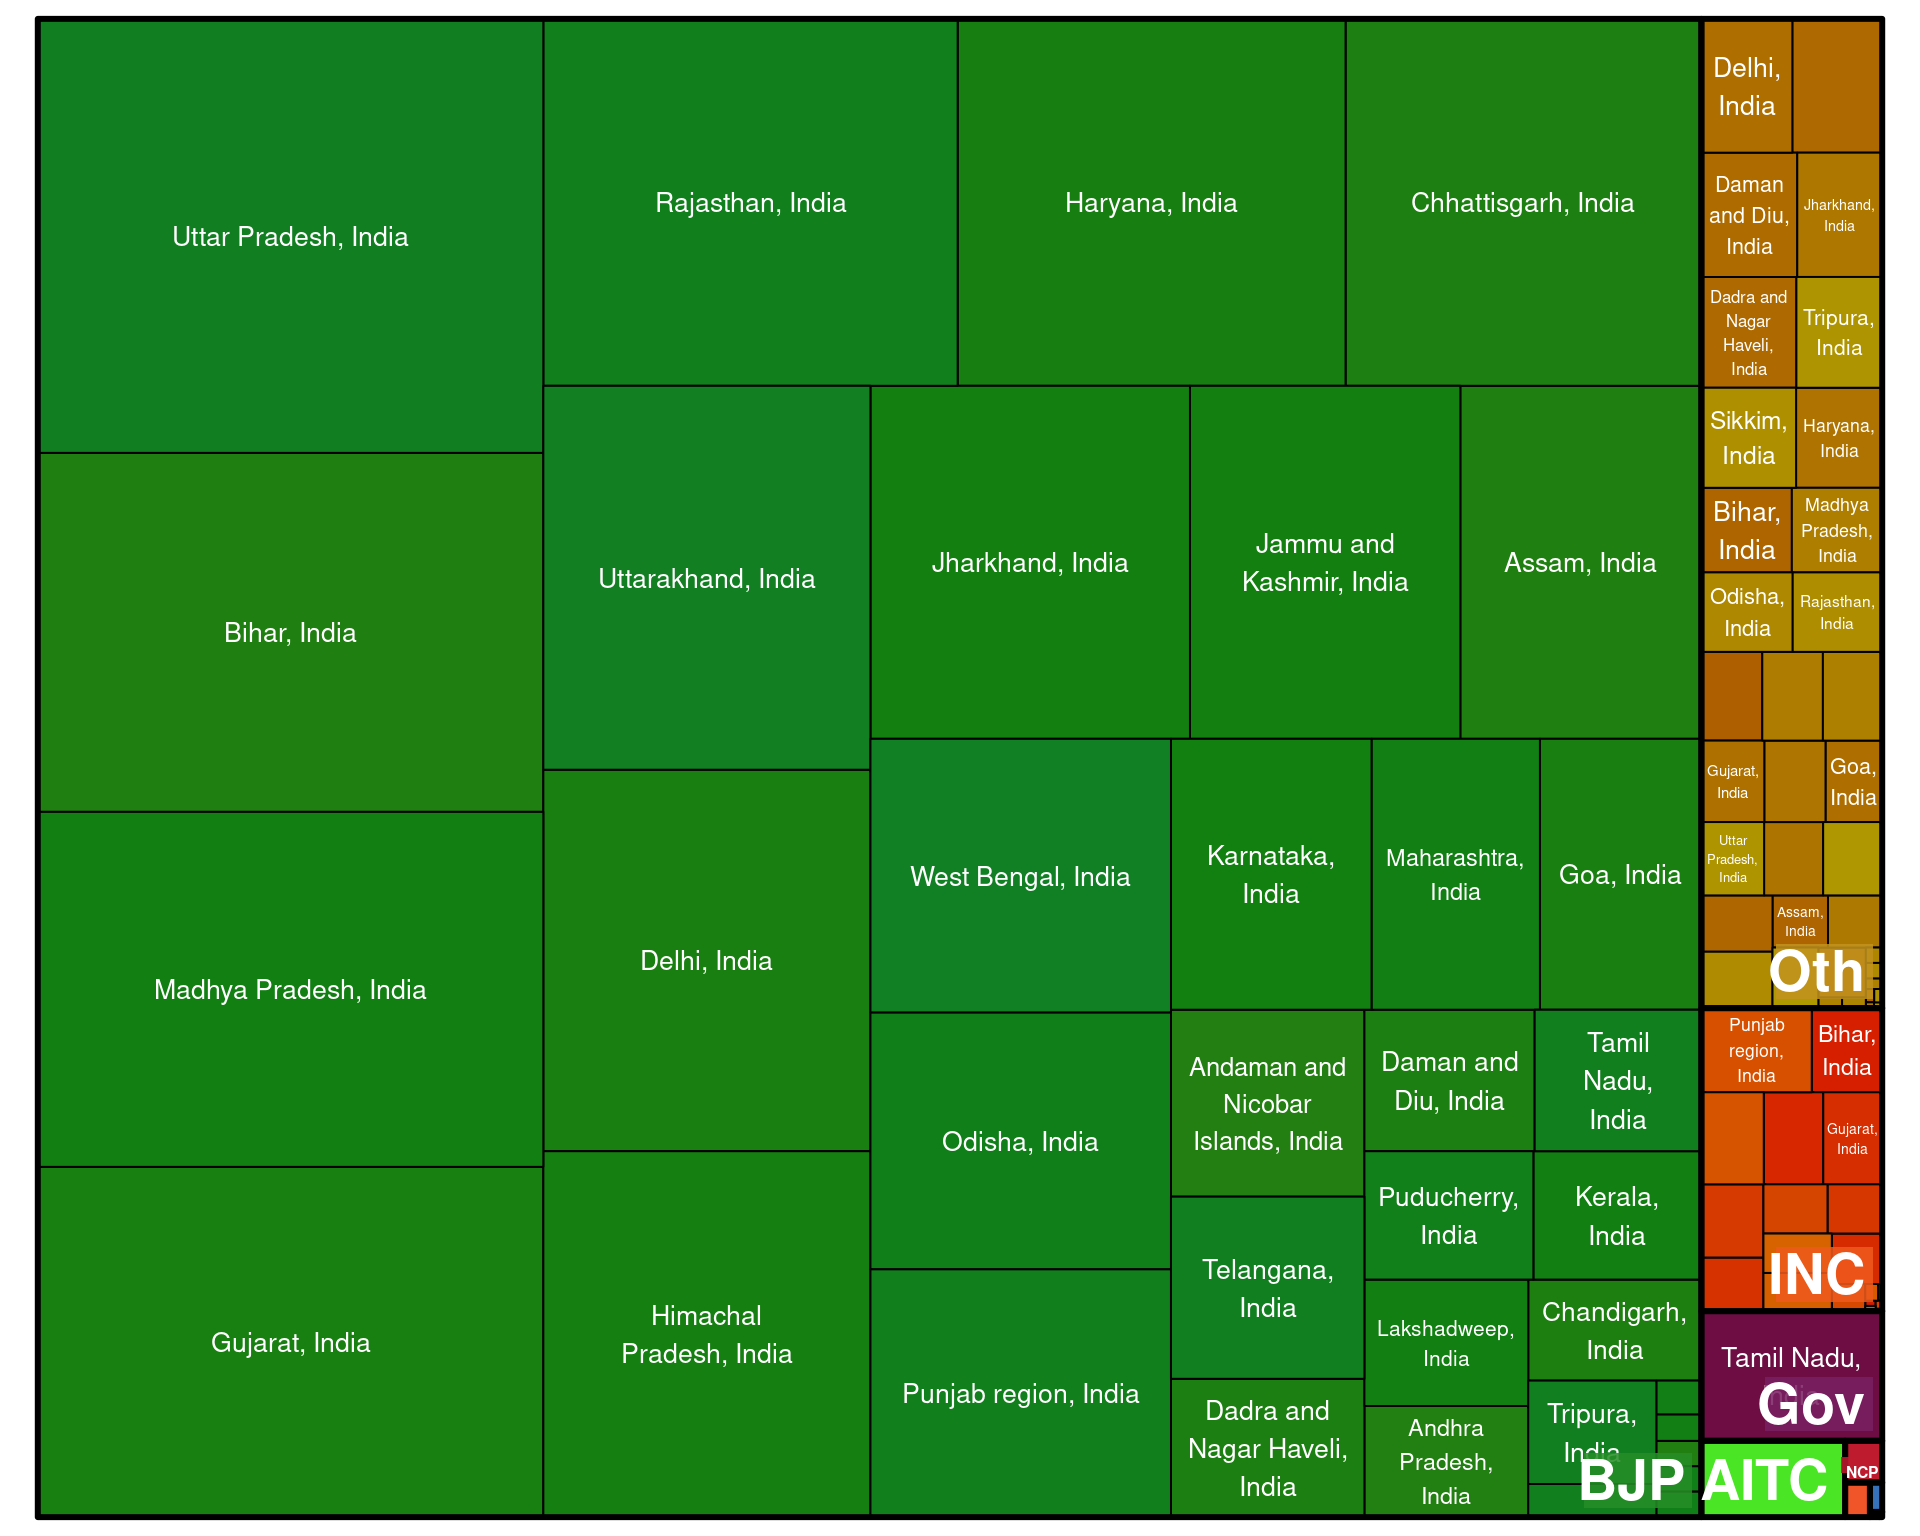 Uttar Pradesh, India
Bihar, India
Madhya Pradesh, India
Gujarat, India
Rajasthan, India
Haryana, India
Chhattisgarh, India
Uttarakhand, India
Delhi, India
Himachal
Pradesh, India
Jharkhand, India
Jammu and
Kashmir, India
Assam, India
West Bengal, India
Odisha, India
Punjab region, India
Karnataka,
India
Maharashtra,
India
Goa, India
Andaman and
Nicobar
Islands, India
Telangana,
India
Dadra and
Nagar Haveli,
India
Daman and
Diu, India
Tamil
Nadu,
India
Puducherry,
India
Kerala,
India
Lakshadweep,
India
Chandigarh,
India
Andhra
Pradesh,
India
Tripura,
India
BJP
Delhi,
India
Daman
and Diu,
India
Jharkhand,
India
Dadra and
Nagar
Haveli,
India
Tripura,
India
Sikkim,
India
Haryana,
India
Bihar,
India
Madhya
Pradesh,
India
Odisha,
India
Rajasthan,
India
Gujarat,
India
Goa,
India
Uttar
Pradesh,
India
Assam,
India
Oth
Punjab
region,
India
Bihar,
India
Gujarat,
India
INC
Tamil Nadu,
India
Gov
AITC
NCP